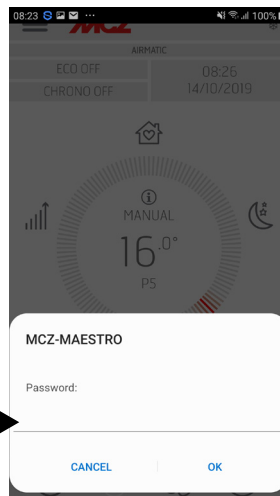 08:23 100%
MCZ
AIRMATIC
ECO OFF
CHRONO OFF
08:26
14/10/2019
MANUAL
16.0°
P5
MCZ-MAESTRO
Password:
CANCEL
OK